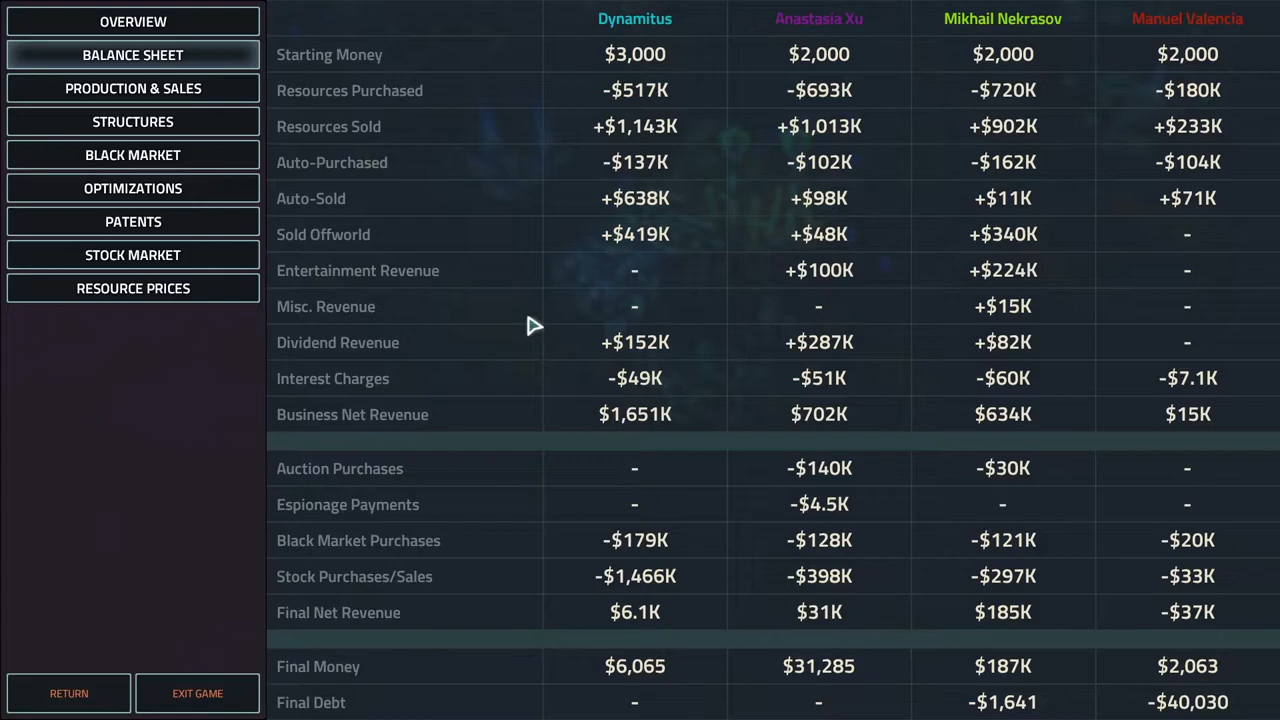 OVERVIEW
BALANCE SHEET
PRODUCTION & SALES
STRUCTURES
BLACK MARKET
OPTIMIZATIONS
PATENTS
STOCK MARKET
RESOURCE PRICES
RETURN
EXIT GAME
Dynamitus Anastasia Xu Mikhail Nekrasov Manuel Valencia
Starting Money $3,000 $2,000 $2,000 $2,000
Resources Purchased -$517K -$693K -$720K -$180K
Resources Sold +$1,143K +$1,013K +$902K +$233K
Auto-Purchased -$137K -$102K -$162K -$104K
Auto-Sold +$638K +$98K +$11K +$71K
Sold Offworld +$419K +$48K +$340K -
Entertainment Revenue - +$100K +$224K -
Misc. Revenue - - +$15K -
Dividend Revenue +$152K +$287K +$82K -
Interest Charges -$49K -$51K -$60K -$7.1K
Business Net Revenue $1,651K $702K $634K $15K
Auction Purchases - -$140K -$30K -
Espionage Payments - -$4.5K - -
Black Market Purchases -$179K -$128K -$121K -$20K
Stock Purchases/Sales -$1,466K -$398K -$297K -$33K
Final Net Revenue $6.1K $31K $185K -$37K
Final Money $6,065 $31,285 $187K $2,063
Final Debt - - -$1,641 -$40,030